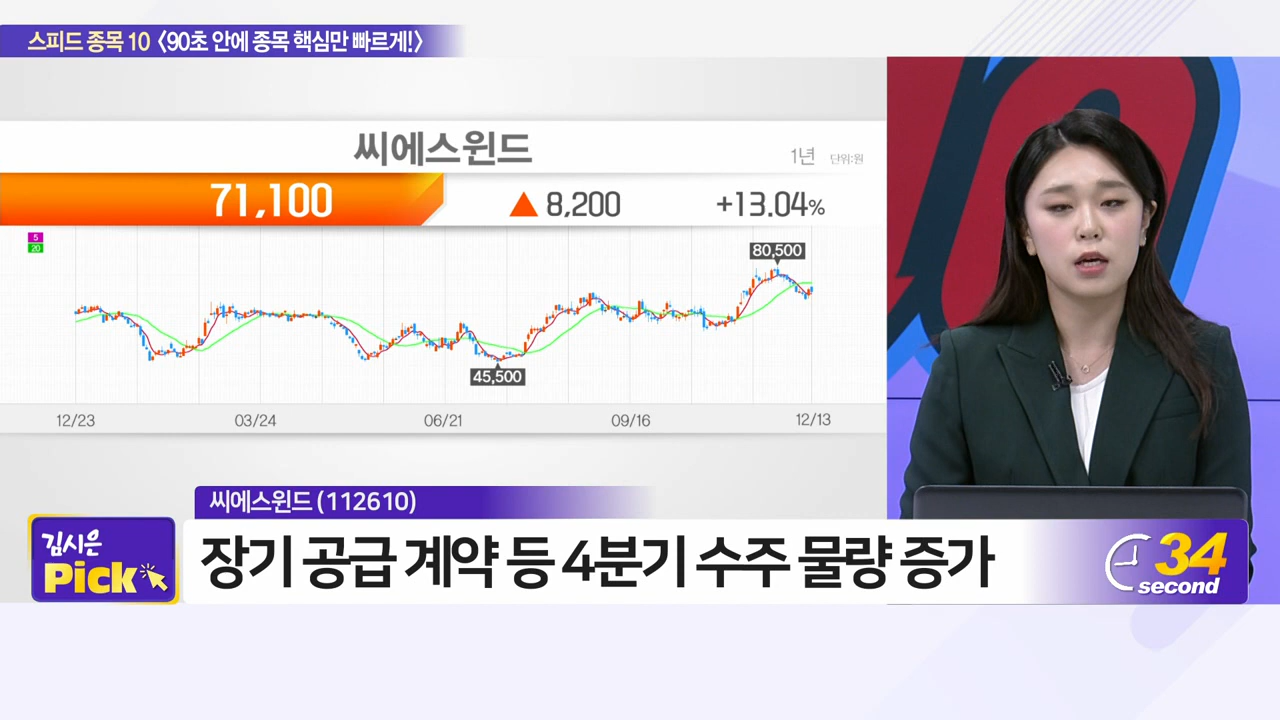 스피드 종목 10 〈90초 안에 종목 핵심만 빠르게!〉
씨에스윈드
1년 단위:원
71,100 ▲ 8,200 +13.04%
5
20
80,500
45,500
12/23 03/24 06/21 09/16 12/13
씨에스윈드 (112610)
김시은
Pick
장기 공급 계약 등 4분기 수주 물량 증가
34
second